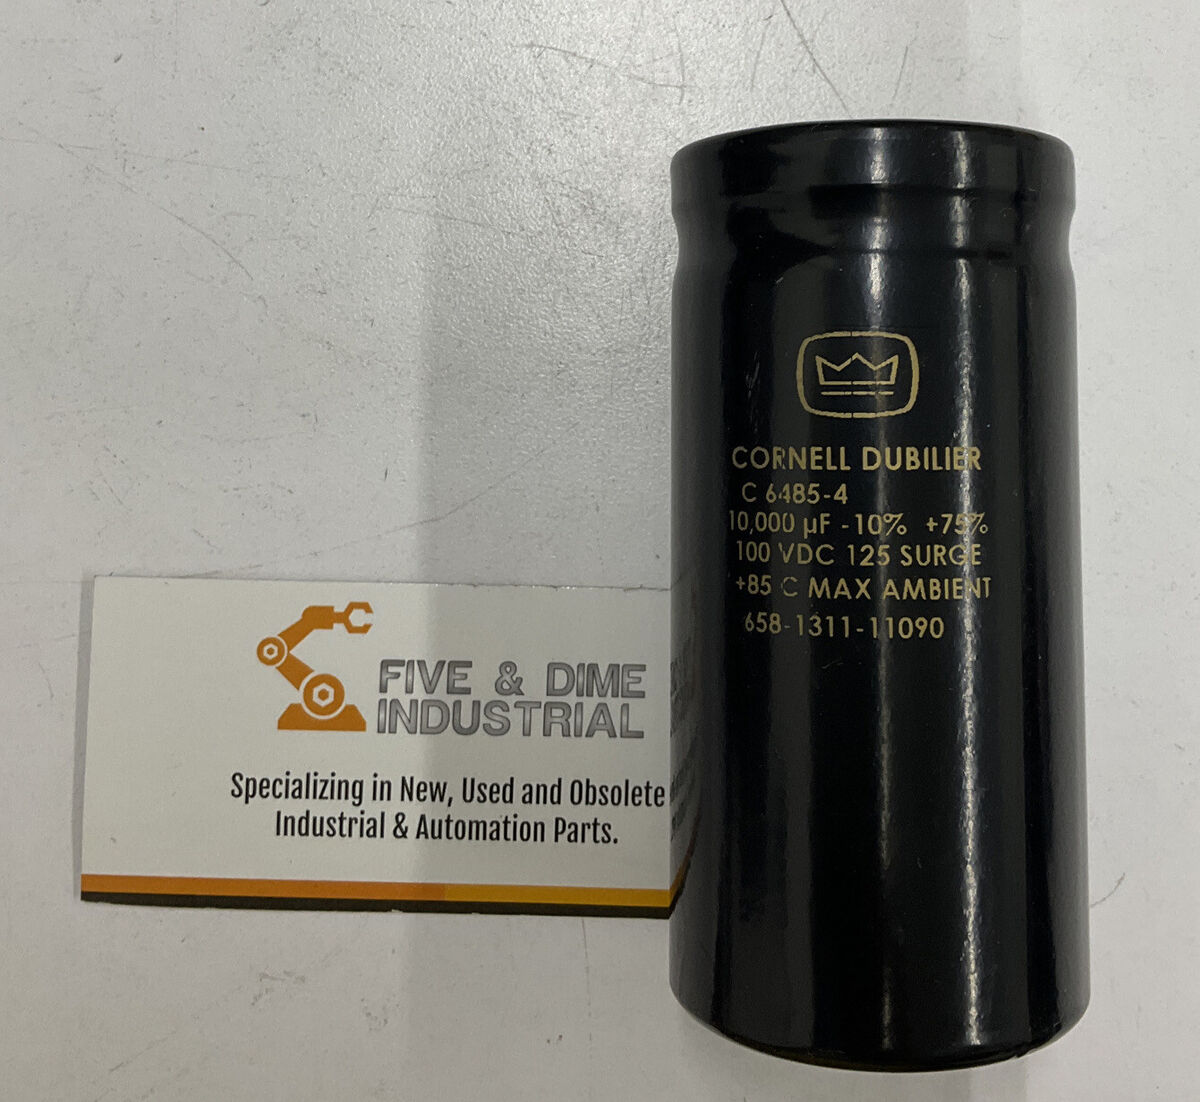 CORNELL DUBILIER
C 6485-4
10,000 µF -10% +75%
100 VDC 125 SURGE
+85 C MAX AMBIENT
658-1311-11090
FIVE & DIME
INDUSTRIAL
Specializing in New, Used and Obsolete
Industrial & Automation Parts.